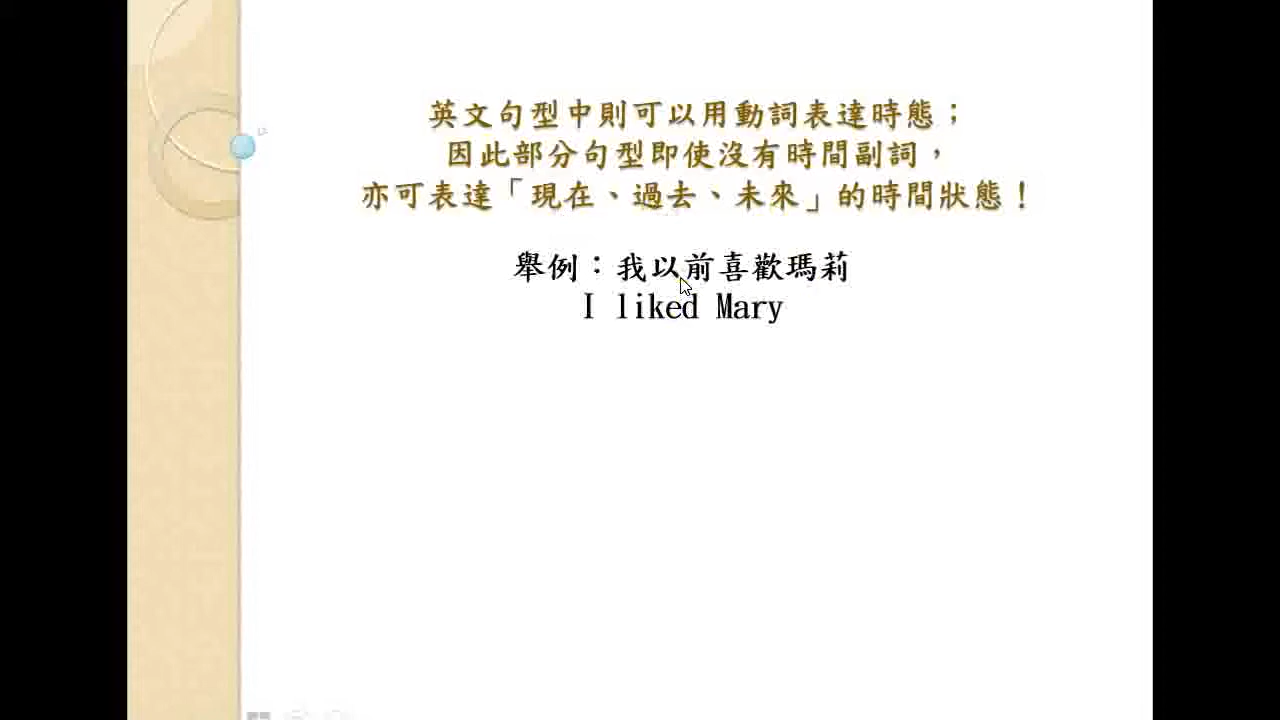 英文句型中則可以用動詞表達時態；
因此部分句型即使沒有時間副詞，
亦可表達「現在、過去、未來」的時間狀態！
舉例：我以前喜歡瑪莉
I liked Mary